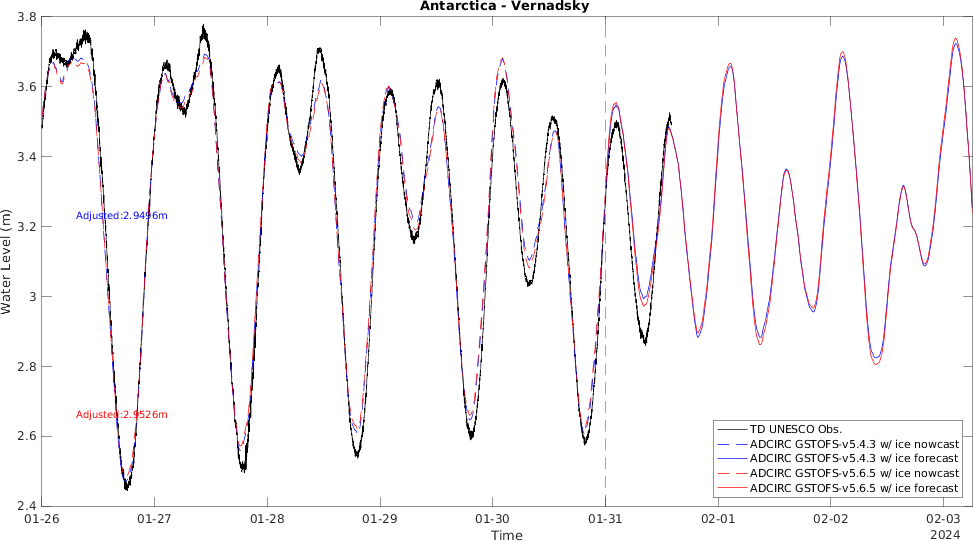 Antarctica - Vernadsky
3.8
3.6
3.4
3.2
3
2.8
2.6
2.4
Water Level (m)
Adjusted:2.9496m
Adjusted:2.9526m
TD UNESCO Obs.
ADCIRC GSTOFS-v5.4.3 w/ ice nowcast
ADCIRC GSTOFS-v5.4.3 w/ ice forecast
ADCIRC GSTOFS-v5.6.5 w/ ice nowcast
ADCIRC GSTOFS-v5.6.5 w/ ice forecast
01-26 01-27 01-28 01-29 01-30 01-31 02-01 02-02 02-03
Time 2024